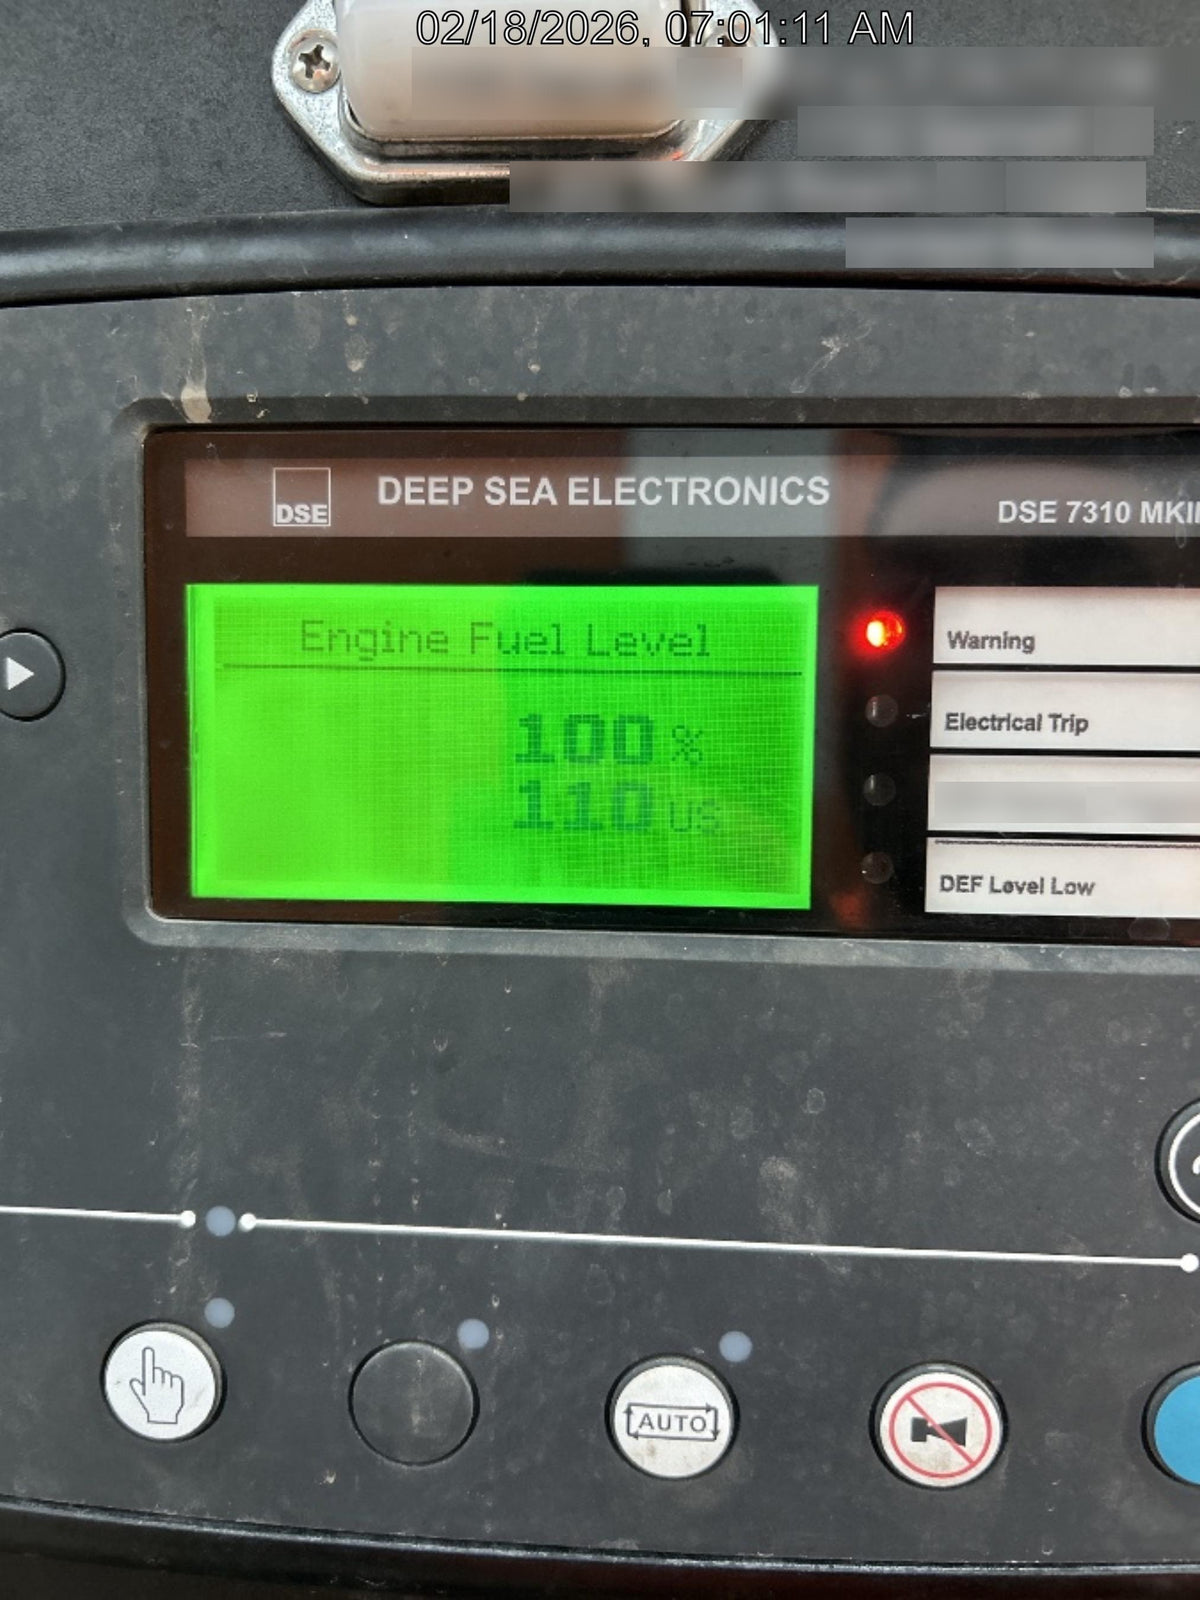 02/18/2026, 07:01:11 AM
DSE
DEEP SEA ELECTRONICS
DSE 7310 MKII
Engine Fuel Level
100 %
110 US
Warning
Electrical Trip
DEF Level Low
AUTO